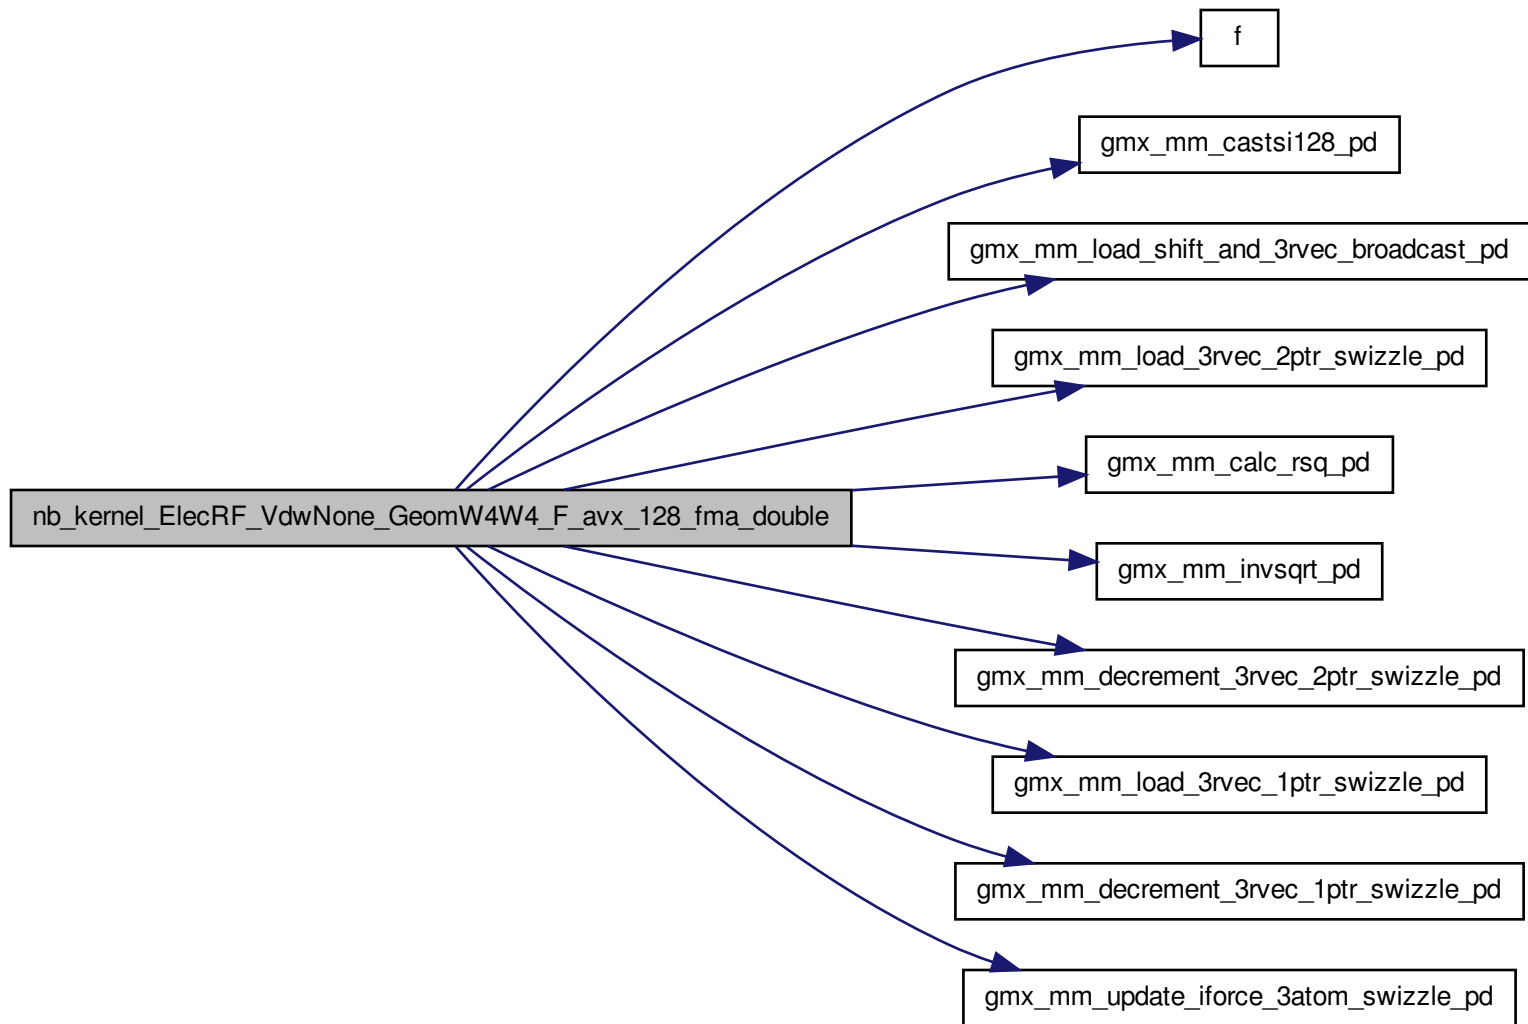 f
gmx_mm_castsi128_pd
gmx_mm_load_shift_and_3rvec_broadcast_pd
gmx_mm_load_3rvec_2ptr_swizzle_pd
gmx_mm_calc_rsq_pd
nb_kernel_ElecRF_VdwNone_GeomW4W4_F_avx_128_fma_double
gmx_mm_invsqrt_pd
gmx_mm_decrement_3rvec_2ptr_swizzle_pd
gmx_mm_load_3rvec_1ptr_swizzle_pd
gmx_mm_decrement_3rvec_1ptr_swizzle_pd
gmx_mm_update_iforce_3atom_swizzle_pd